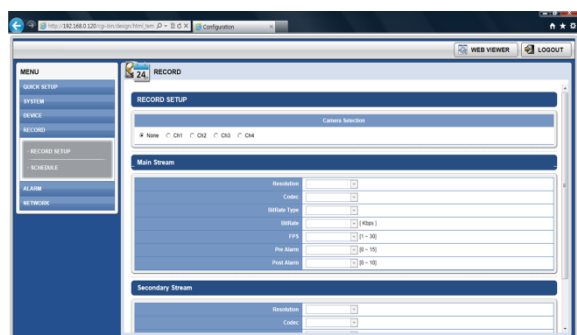 http://192.168.0.120/cgi-bin/design/html_tem
Configuration
WEB VIEWER
LOGOUT
MENU
QUICK SETUP
SYSTEM
DEVICE
RECORD
- RECORD SETUP
- SCHEDULE
ALARM
NETWORK
24
RECORD
RECORD SETUP
Camera Selection
None Ch1 Ch2 Ch3 Ch4
Main Stream
Resolution
Codec
BitRate Type
BitRate [ Kbps ]
FPS [1 ~ 30]
Pre Alarm [0 ~ 15]
Post Alarm [0 ~ 10]
Secondary Stream
Resolution
Codec